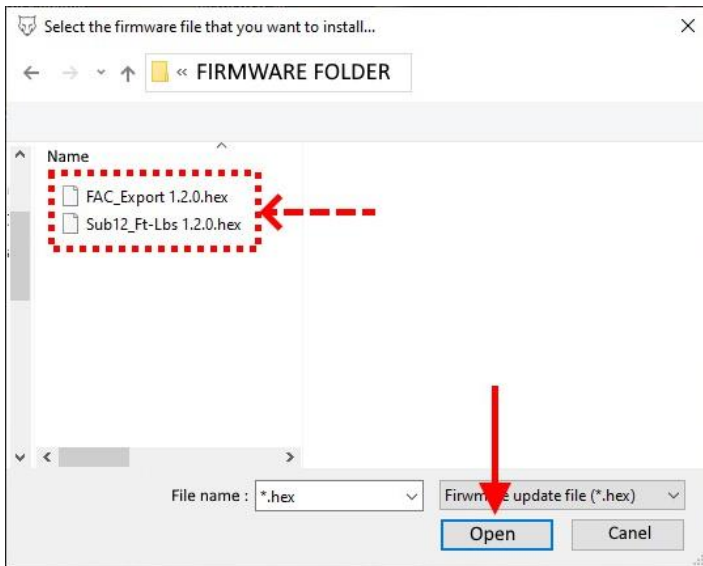 Select the firmware file that you want to install...
« FIRMWARE FOLDER
Name
FAC_Export 1.2.0.hex
Sub12_Ft-Lbs 1.2.0.hex
File name : *.hex
update file (*.hex)
Open
Canel